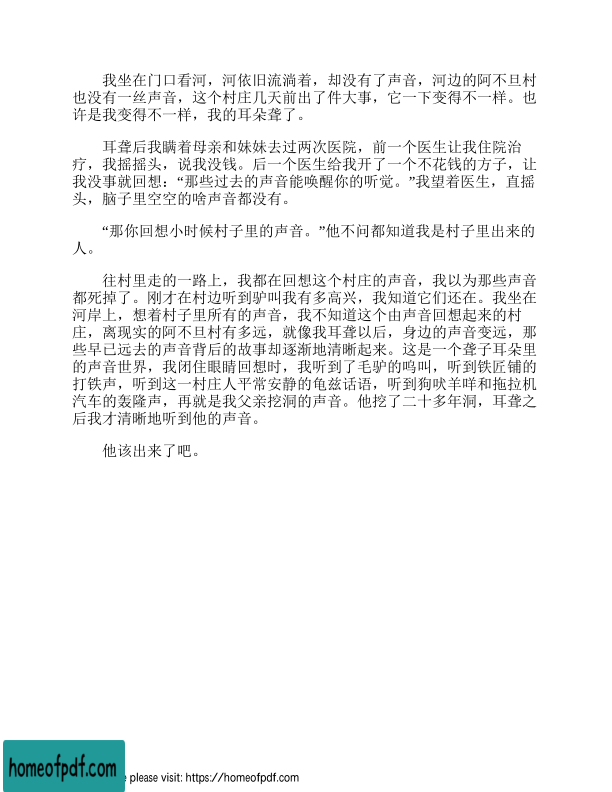 我坐在门口看河，河依旧流淌着，却没有了声音，河边的阿不旦村
也没有一丝声音，这个村庄几天前出了件大事，它一下变得不一样。也
许是我变得不一样，我的耳朵聋了。
耳聋后我瞒着母亲和妹妹去过两次医院，前一个医生让我住院治
疗，我摇摇头，说我没钱。后一个医生给我开了一个不花钱的方子，让
我没事就回想：“那些过去的声音能唤醒你的听觉。”我望着医生，直摇
头，脑子里空空的啥声音都没有。
“那你回想小时候村子里的声音。”他不问都知道我是村子里出来的
人。
往村里走的一路上，我都在回想这个村庄的声音，我以为那些声音
都死掉了。刚才在村边听到驴叫我有多高兴，我知道它们还在。我坐在
河岸上，想着村子里所有的声音，我不知道这个由声音回想起来的村
庄，离现实的阿不旦村有多远，就像我耳聋以后，身边的声音变远，那
些早已远去的声音背后的故事却逐渐地清晰起来。这是一个聋子耳朵里
的声音世界，我闭住眼睛回想时，我听到了毛驴的鸣叫，听到铁匠铺的
打铁声，听到这一村庄人平常安静的龟兹话语，听到狗吠羊咩和拖拉机
汽车的轰隆声，再就是我父亲挖洞的声音。他挖了二十多年洞，耳聋之
后我才清晰地听到他的声音。
他该出来了吧。
homeofpdf.com
e please visit: https://homeofpdf.com